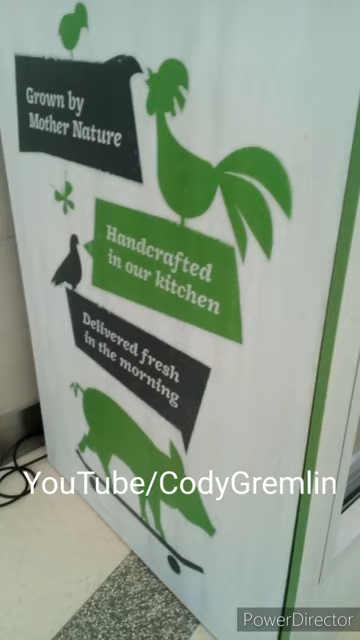 Grown by
Mother Nature
Handcrafted
in our kitchen
Delivered fresh
in the morning
YouTube/CodyGremlin
PowerDirector